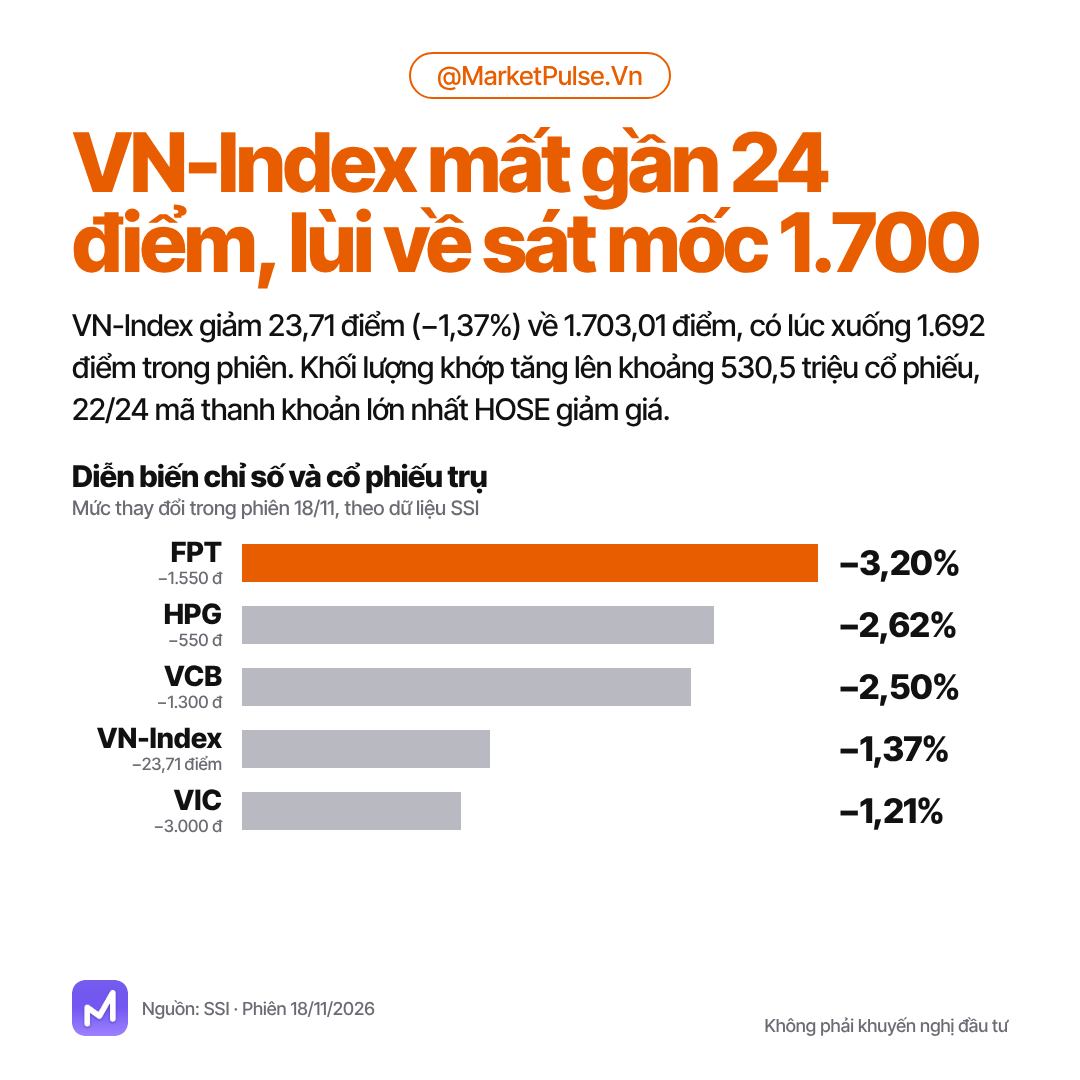 @MarketPulse.Vn
VN-Index mất gần 24
điểm, lùi về sát mốc 1.700
VN-Index giảm 23,71 điểm (−1,37%) về 1.703,01 điểm, có lúc xuống 1.692
điểm trong phiên. Khối lượng khớp tăng lên khoảng 530,5 triệu cổ phiếu,
22/24 mã thanh khoản lớn nhất HOSE giảm giá.
Diễn biến chỉ số và cổ phiếu trụ
Mức thay đổi trong phiên 18/11, theo dữ liệu SSI
FPT
−1.550 đ
−3,20%
HPG
−550 đ
−2,62%
VCB
−1.300 đ
−2,50%
VN-Index
−23,71 điểm
−1,37%
VIC
−3.000 đ
−1,21%
Nguồn: SSI · Phiên 18/11/2026
Không phải khuyến nghị đầu tư